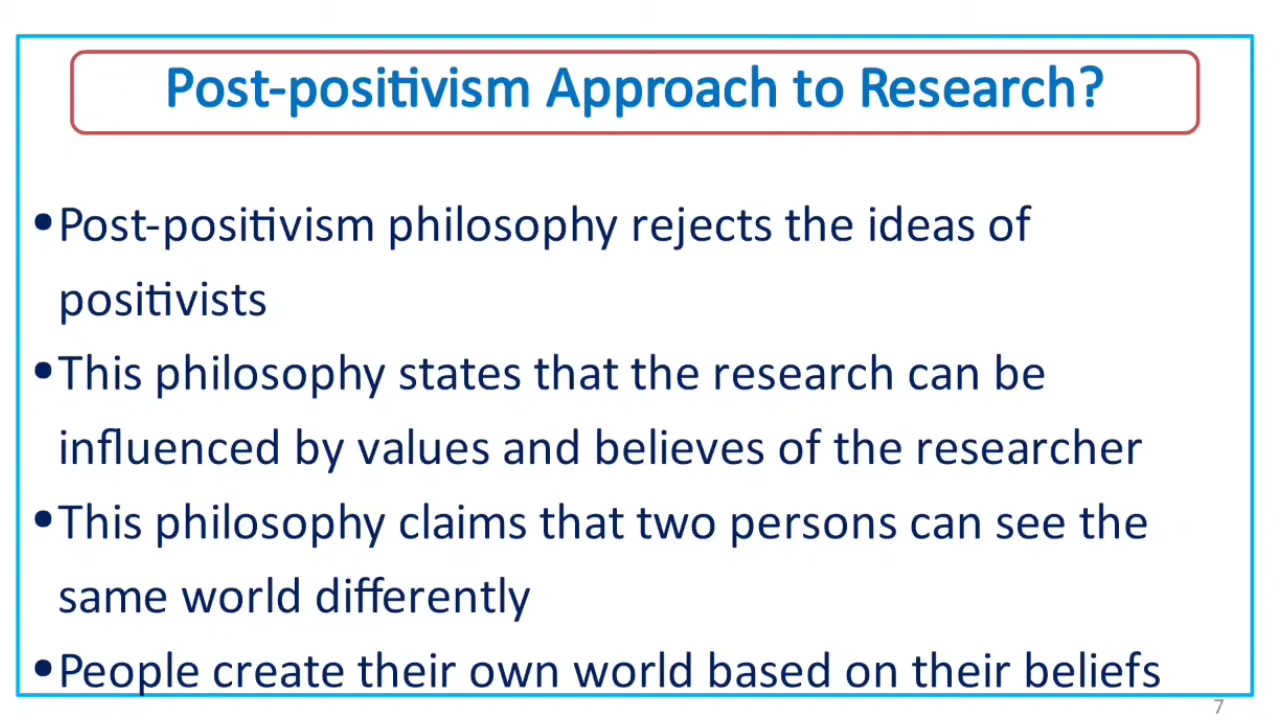 Post-positivism Approach to Research?
•Post-positivism philosophy rejects the ideas of
positivists
•This philosophy states that the research can be
influenced by values and believes of the researcher
•This philosophy claims that two persons can see the
same world differently
•People create their own world based on their beliefs
7